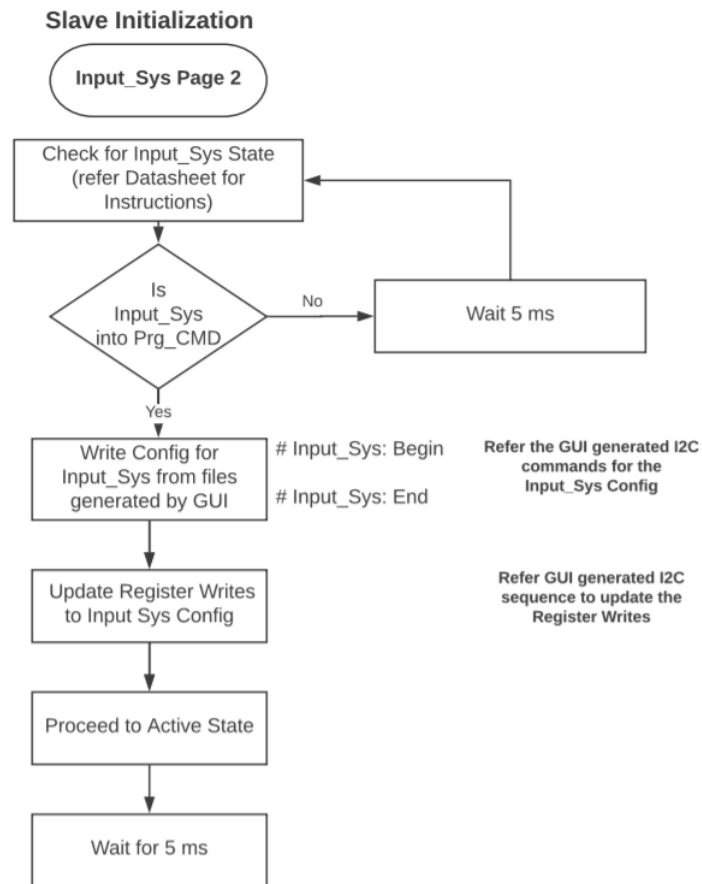 Slave Initialization
Input_Sys Page 2
Check for Input_Sys State
(refer Datasheet for
Instructions)
Is
Input_Sys
into Prg_CMD
No
Wait 5 ms
Yes
Write Config for
Input_Sys from files
generated by GUI
# Input_Sys: Begin
# Input_Sys: End
Refer the GUI generated I2C
commands for the
Input_Sys Config
Update Register Writes
to Input Sys Config
Refer GUI generated I2C
sequence to update the
Register Writes
Proceed to Active State
Wait for 5 ms